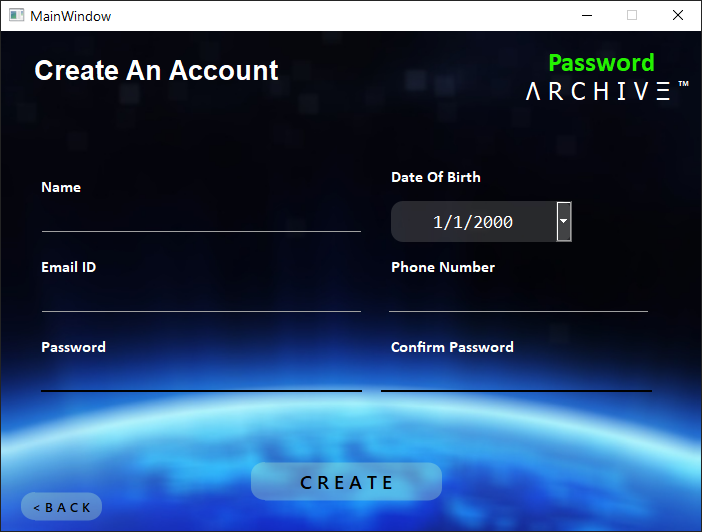 MainWindow
Create An Account
Password
ΛRCHIVΞ™
Name
Date Of Birth
1/1/2000
Email ID
Phone Number
Password
Confirm Password
CREATE
<BACK